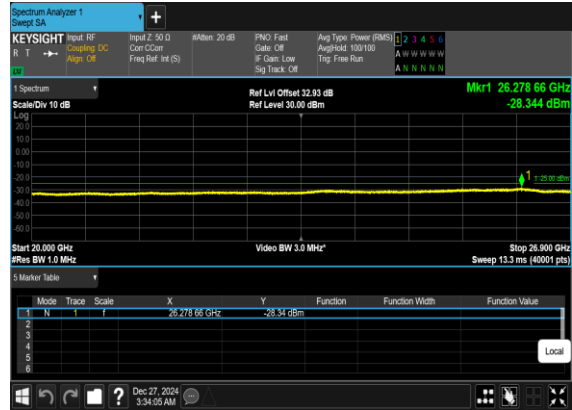 Spectrum Analyzer 1
Swept SA
+
KEYSIGHT Input: RF Input Z: 50 Ω #Atten: 20 dB PNO: Fast Avg Type: Power (RMS) 1 2 3 4 5 6
R T Coupling: DC Corr CCorr Gate: Off Avg|Hold: 100/100 A W W W W W
Align: Off Freq Ref: Int (S) IF Gain: Low Trig: Free Run
Sig Track: Off A N N N N N
1 Spectrum Ref Lvl Offset 32.93 dB Mkr1 26.278 66 GHz
Scale/Div 10 dB Ref Level 30.00 dBm -28.344 dBm
Log
20.0
10.0
0.00
-10.0
-20.0
-30.0
-40.0
-50.0
-60.0
1
Start 20.000 GHz Video BW 3.0 MHz* Stop 26.900 GHz
#Res BW 1.0 MHz Sweep 13.3 ms (40001 pts)
5 Marker Table
Mode Trace Scale X Y Function Function Width Function Value
1 N 1 f 26.278 66 GHz -28.34 dBm
2
3
4
5
6
Local
? Dec 27, 2024
3:34:05 AM